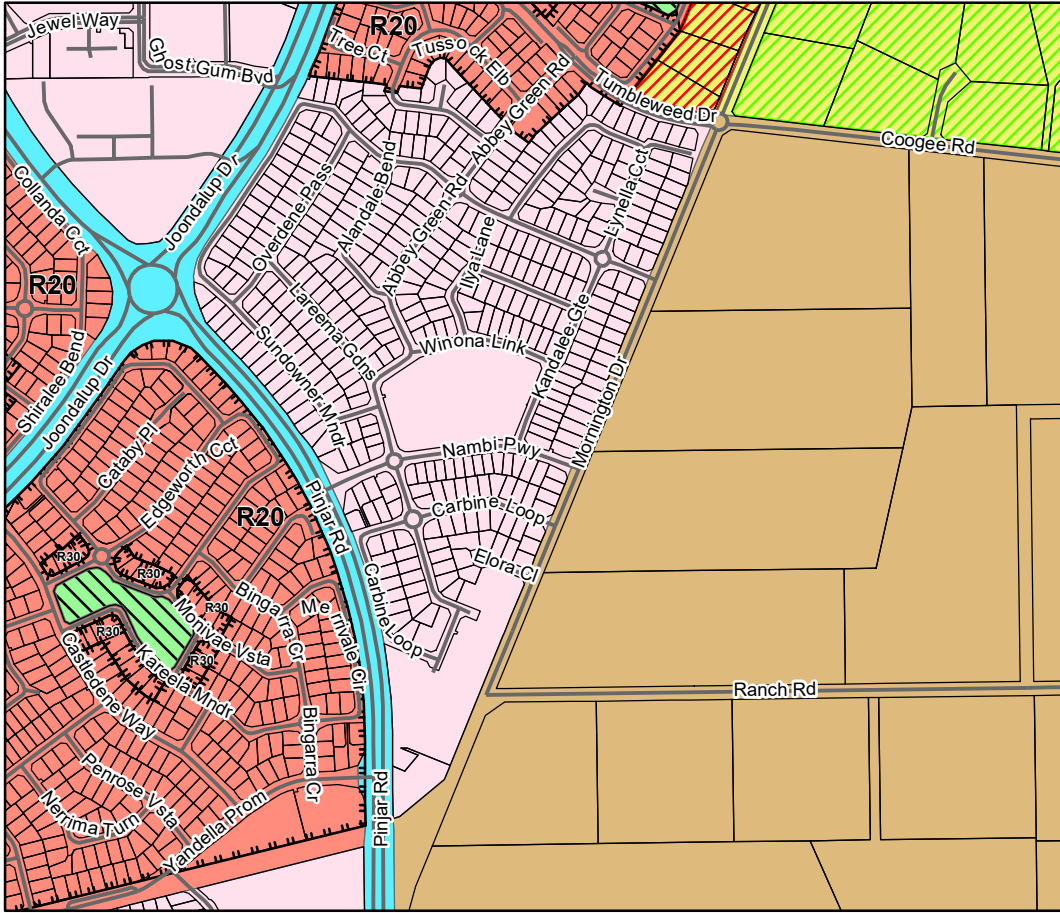 Jewel Way
Ghost Gum Bvd
R20
Tree Ct
Tussock Elb
Abbey Green Rd
Tumbleweed Dr
Coogee Rd
Collanda Cct
Joondalup Dr
Overdene Pass
Alandale Bend
Abbey Green Rd
Lynella Cct
Illya Lane
R20
Lareema Gdns
Sundowner Mndr
Winona Link
Kandalee Gte
Mornington Dr
Shiralee Bend
Joondalup Dr
Cataby Pl
Edgeworth Cct
R20
Pinjar Rd
Nambi Pwy
Carbine Loop
Elora Cl
Carbine Loop
R30
R30
R30
R30
R30
Bingarra Cr
Merrivale Cir
Monivae Vsta
Kareela Mndr
Castledene Way
Ranch Rd
Bingarra Cr
Penrose Vsta
Nerrima Turn
Yandella Prom
Pinjar Rd